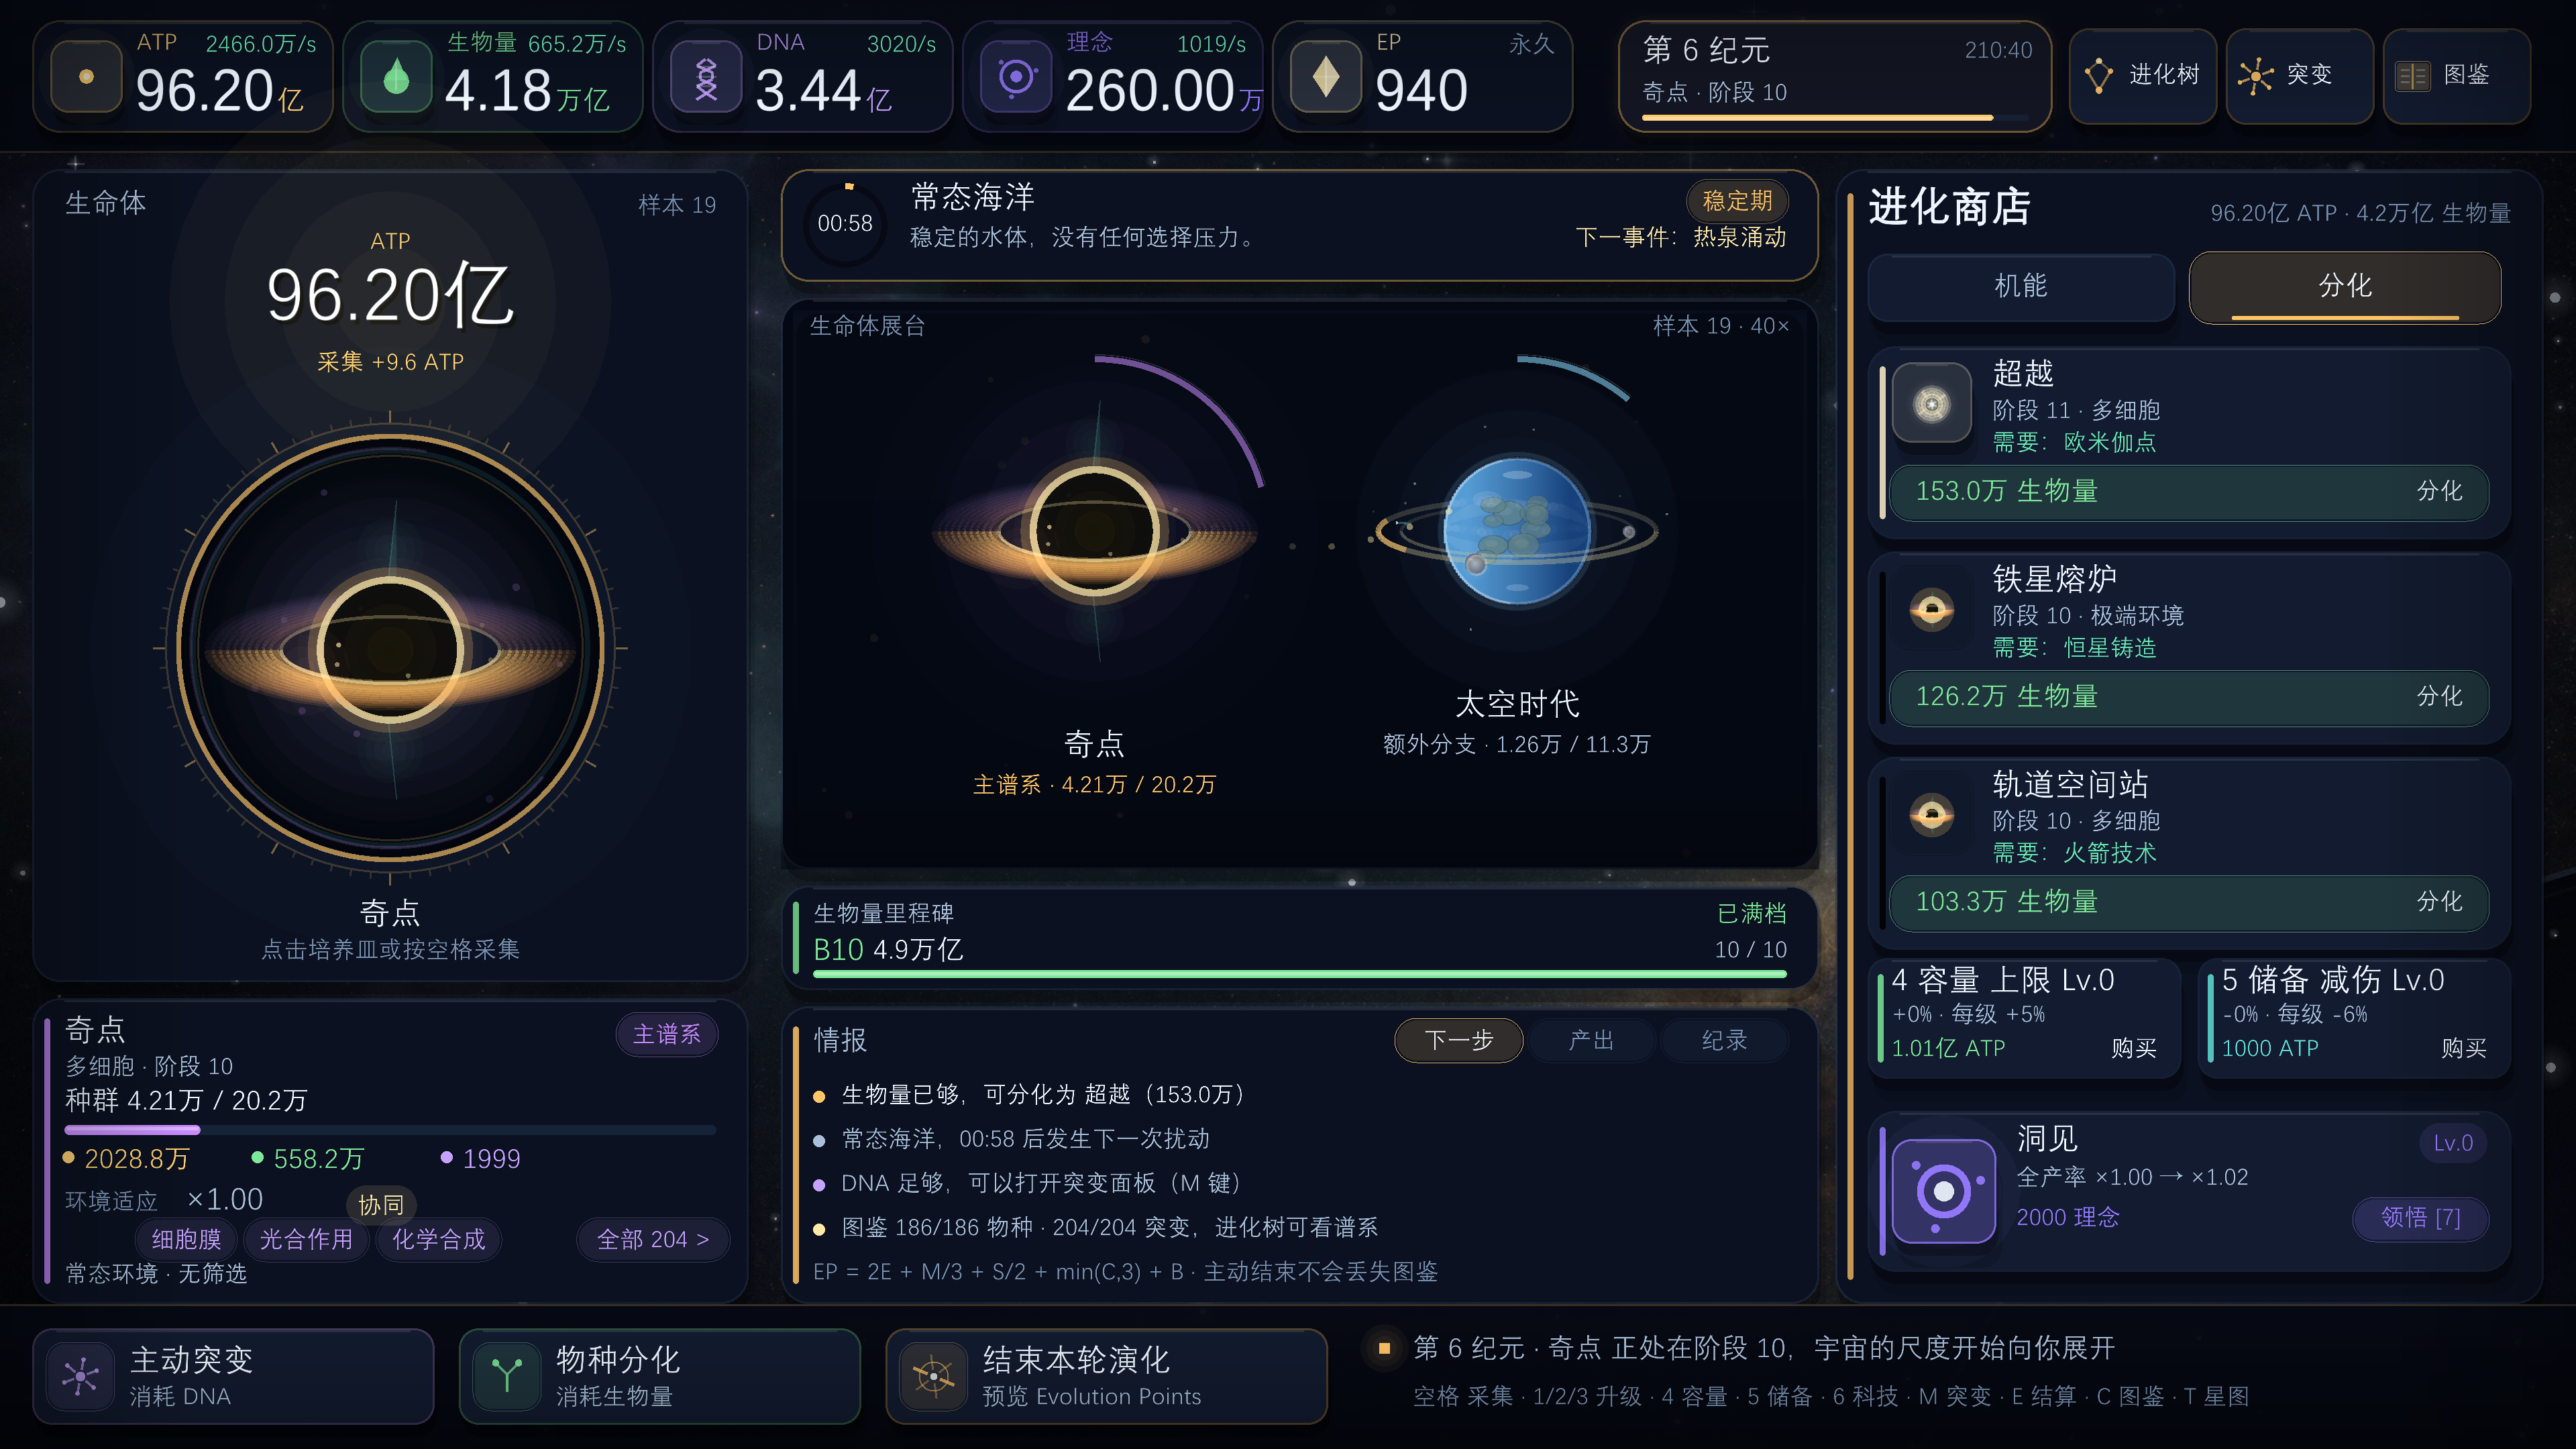 ATP 2466.0万/s
96.20亿
生物量 665.2万/s
4.18万亿
DNA 3020/s
3.44亿
理念 1019/s
260.00万
EP 永久
940
第 6 纪元 210:40
奇点 · 阶段 10
进化树
突变
图鉴
生命体 样本 19
ATP
96.20亿
采集 +9.6 ATP
奇点
点击培养皿或按空格采集
奇点 主谱系
多细胞 · 阶段 10
种群 4.21万 / 20.2万
2028.8万 558.2万 1999
环境适应 ×1.00 协同
细胞膜 光合作用 化学合成 全部 204 >
常态环境 · 无筛选
00:58
常态海洋 稳定期
稳定的水体，没有任何选择压力。 下一事件：热泉涌动
生命体展台 样本 19 · 40×
奇点
主谱系 · 4.21万 / 20.2万
太空时代
额外分支 · 1.26万 / 11.3万
生物量里程碑 已满档
B10 4.9万亿 10 / 10
情报 下一步 产出 纪录
生物量已够，可分化为 超越（153.0万）
常态海洋，00:58 后发生下一次扰动
DNA 足够，可以打开突变面板（M 键）
图鉴 186/186 物种 · 204/204 突变，进化树可看谱系
EP = 2E + M/3 + S/2 + min(C,3) + B · 主动结束不会丢失图鉴
进化商店 96.20亿 ATP · 4.2万亿 生物量
机能 分化
超越
阶段 11 · 多细胞
需要：欧米伽点
153.0万 生物量 分化
铁星熔炉
阶段 10 · 极端环境
需要：恒星铸造
126.2万 生物量 分化
轨道空间站
阶段 10 · 多细胞
需要：火箭技术
103.3万 生物量 分化
4 容量 上限 Lv.0
+0% · 每级 +5%
1.01亿 ATP 购买
5 储备 减伤 Lv.0
-0% · 每级 -6%
1000 ATP 购买
洞见 Lv.0
全产率 ×1.00 → ×1.02
2000 理念 领悟 [7]
主动突变
消耗 DNA
物种分化
消耗生物量
结束本轮演化
预览 Evolution Points
第 6 纪元 · 奇点 正处在阶段 10，宇宙的尺度开始向你展开
空格 采集 · 1/2/3 升级 · 4 容量 · 5 储备 · 6 科技 · M 突变 · E 结算 · C 图鉴 · T 星图